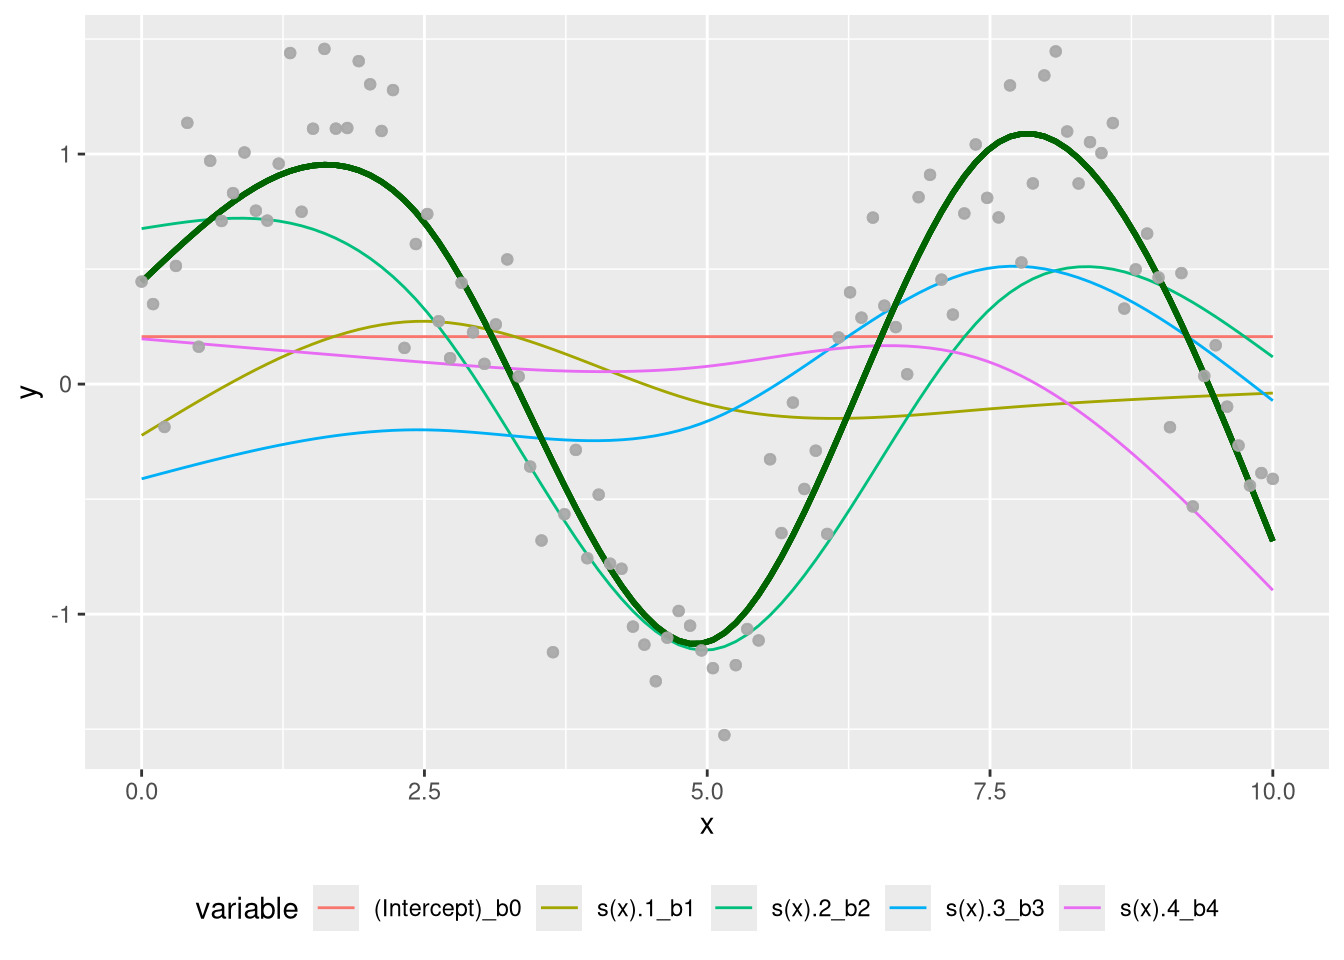 1
0
-1
y
0.0 2.5 5.0 7.5 10.0
x
variable (Intercept)_b0 s(x).1_b1 s(x).2_b2 s(x).3_b3 s(x).4_b4